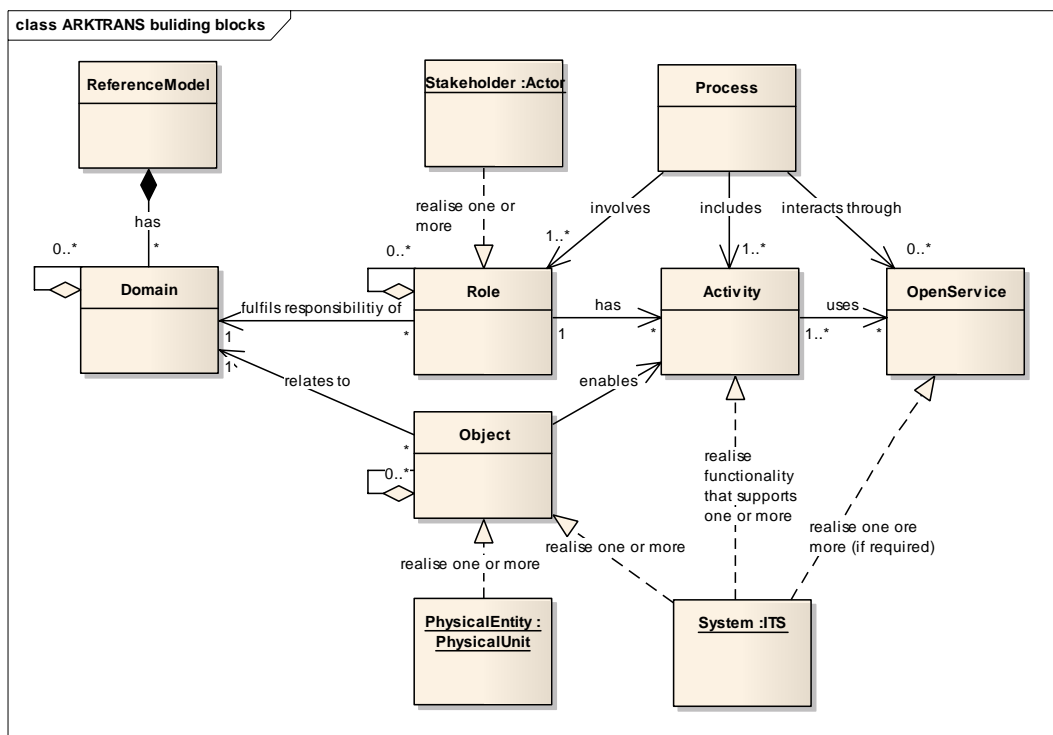 class ARKTRANS buliding blocks
ReferenceModel
Stakeholder :Actor
Process
has
*
realise one or
more
involves
includes
interacts through
1..*
1..*
0..*
0..*
Domain
0..*
Role
Activity
OpenService
fulfils responsibilitiy of
1
*
has
1
*
uses
1..*
*
1
relates to
enables
*
Object
0..*
realise
functionality
that supports
one or more
realise one or more
realise one or more
realise one ore
more (if required)
PhysicalEntity :
PhysicalUnit
System :ITS